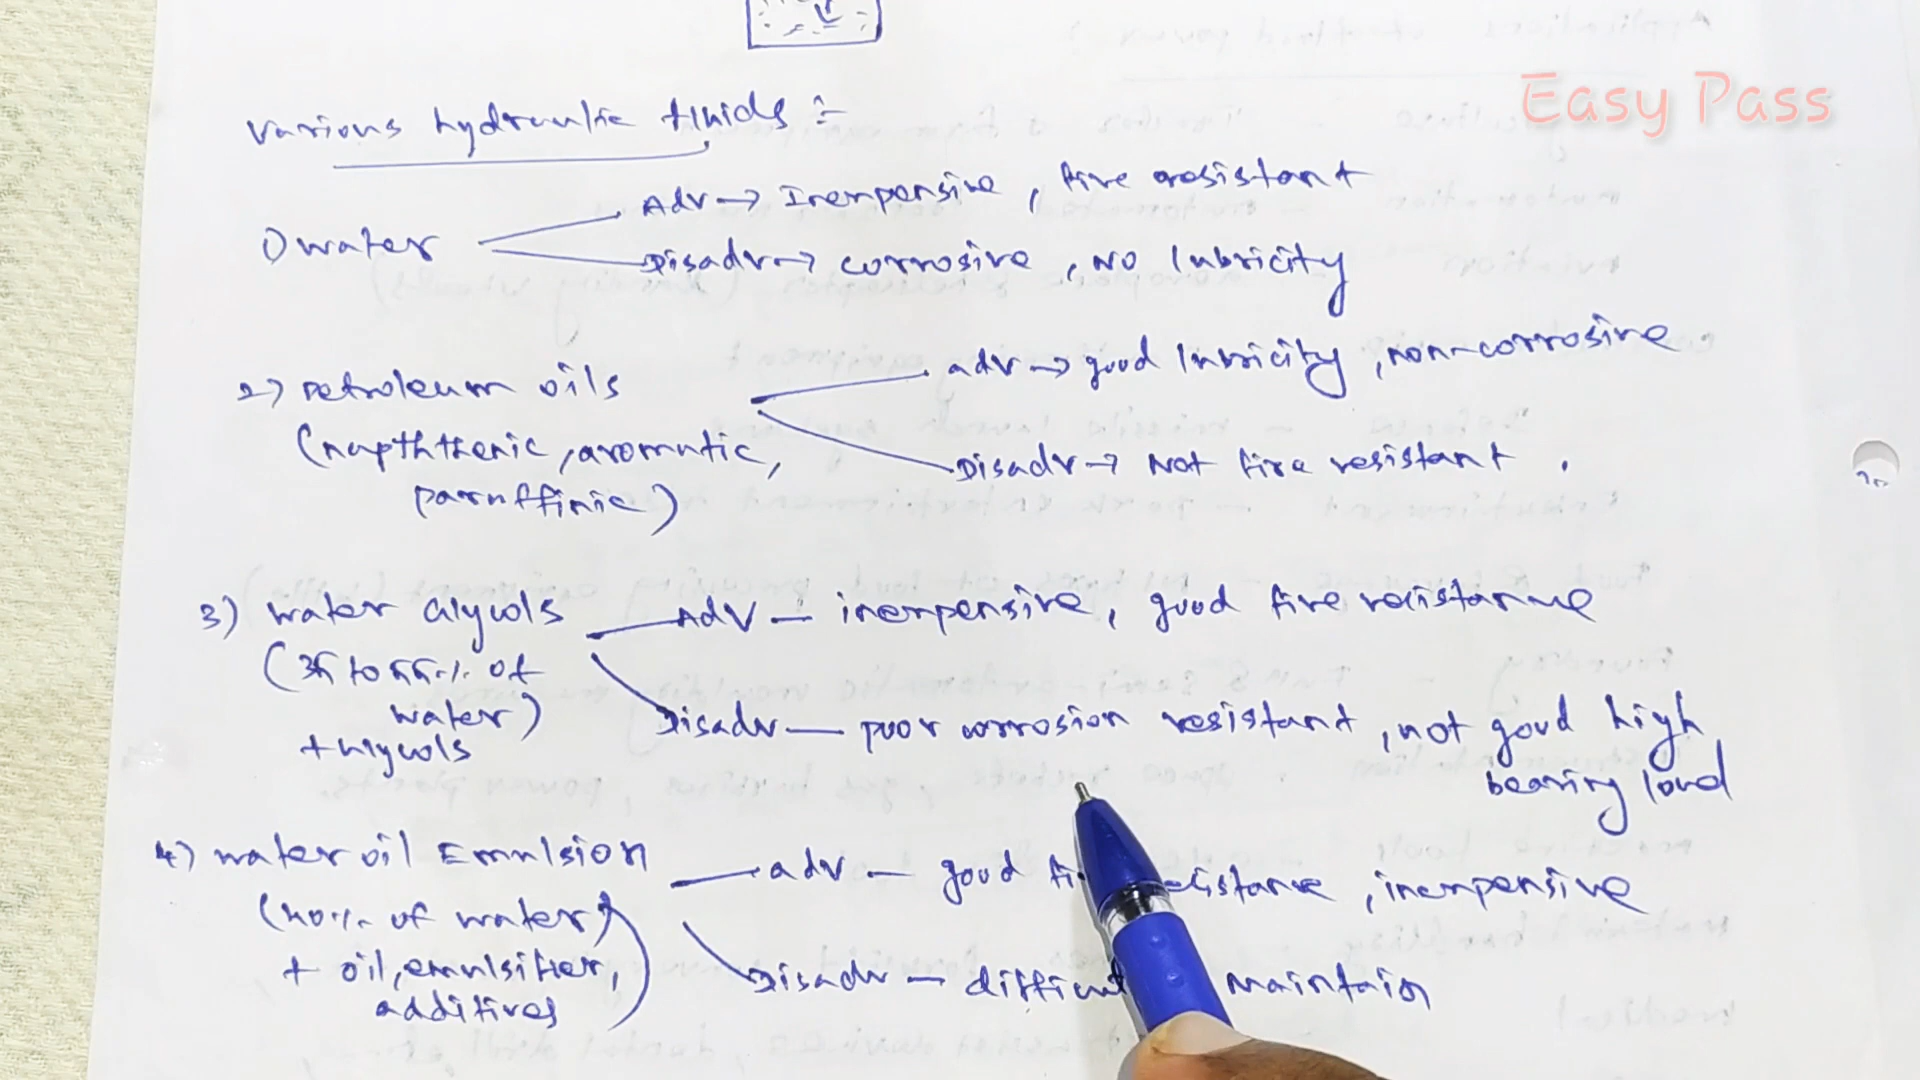 Easy Pass
Various hydraulic fluids :-
1) water
Adv → Inexpensive, fire resistant
Disadv → corrosive, No lubricity
2) Petroleum oils
(napththenic, aromatic,
paraffinic)
adv → good lubricity, non-corrosive
Disadv → Not fire resistant.
3) water Glycols
(35 to 55% of
water)
+ Glycols
Adv — inexpensive, good fire resistance
Disadv — poor corrosion resistant, not good high
bearing load
4) water oil Emulsion
(40% of water)
+ oil, emulsifier,
additives)
adv — good resistance, inexpensive
Disadv — difficult maintain